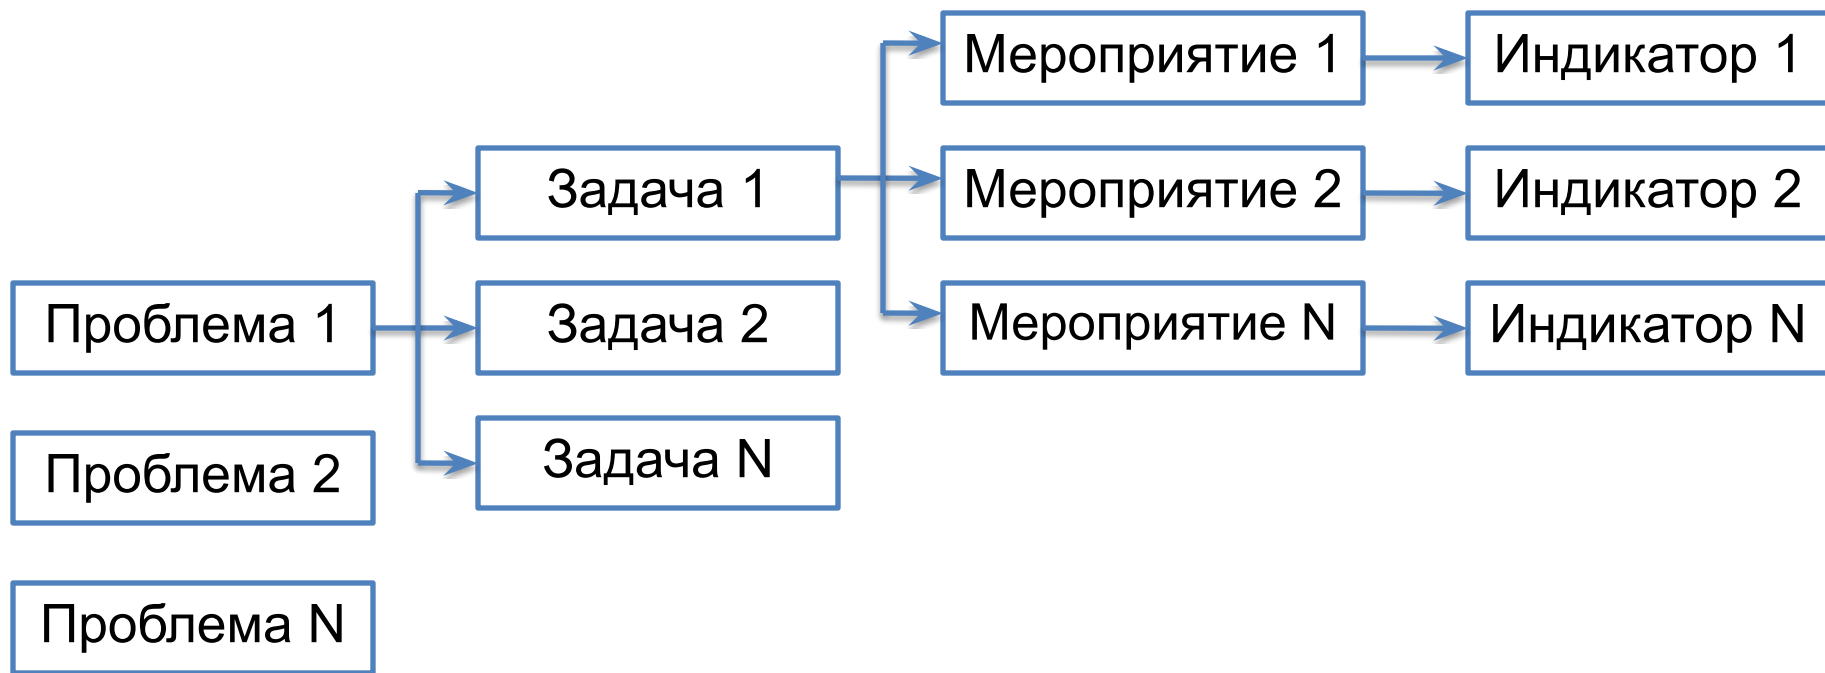 Проблема 1
Проблема 2
Проблема N
Задача 1
Задача 2
Задача N
Мероприятие 1
Мероприятие 2
Мероприятие N
Индикатор 1
Индикатор 2
Индикатор N